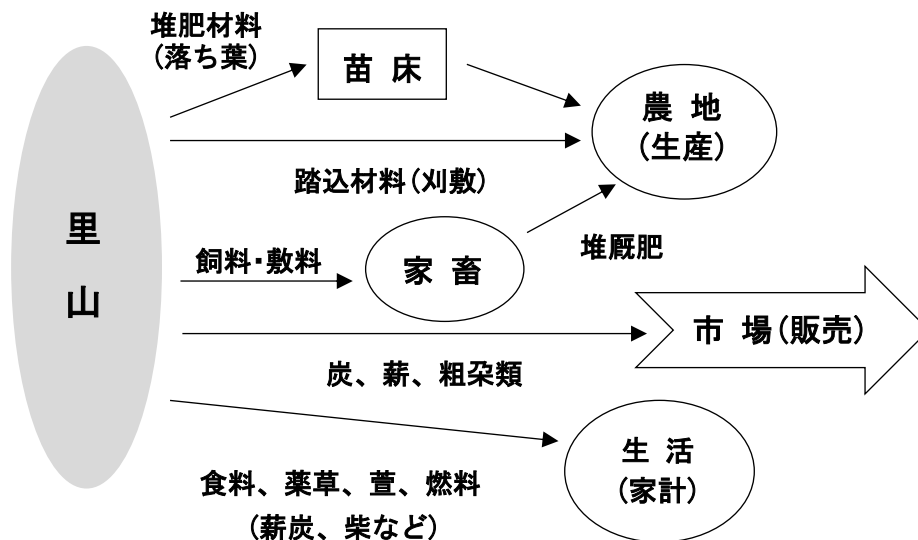 堆肥材料
(落ち葉)
苗 床
農 地
(生産)
踏込材料(刈敷)
里
山
飼料・敷料
家 畜
堆厩肥
市 場(販売)
炭、薪、粗朶類
生 活
(家計)
食料、薬草、萱、燃料
(薪炭、柴など)